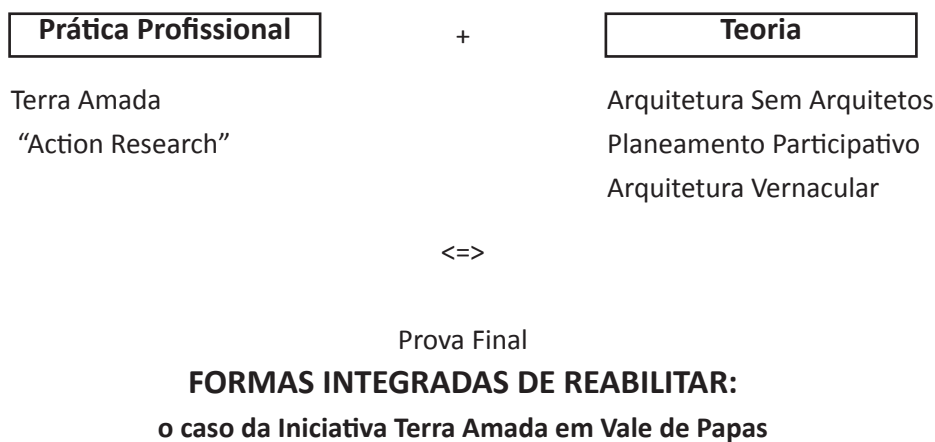 Prática Profissional + Teoria
Terra Amada Arquitetura Sem Arquitetos
“Action Research” Planeamento Participativo
Arquitetura Vernacular
<=>
Prova Final
FORMAS INTEGRADAS DE REABILITAR:
o caso da Iniciativa Terra Amada em Vale de Papas